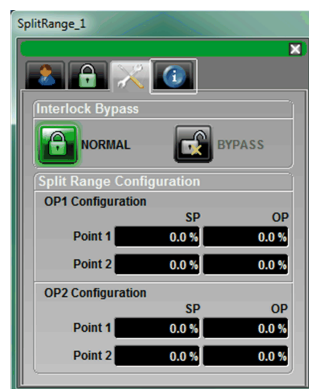 SplitRange_1
Interlock Bypass
NORMAL BYPASS
Split Range Configuration
OP1 Configuration
SP OP
Point 1 0.0 % 0.0 %
Point 2 0.0 % 0.0 %
OP2 Configuration
SP OP
Point 1 0.0 % 0.0 %
Point 2 0.0 % 0.0 %